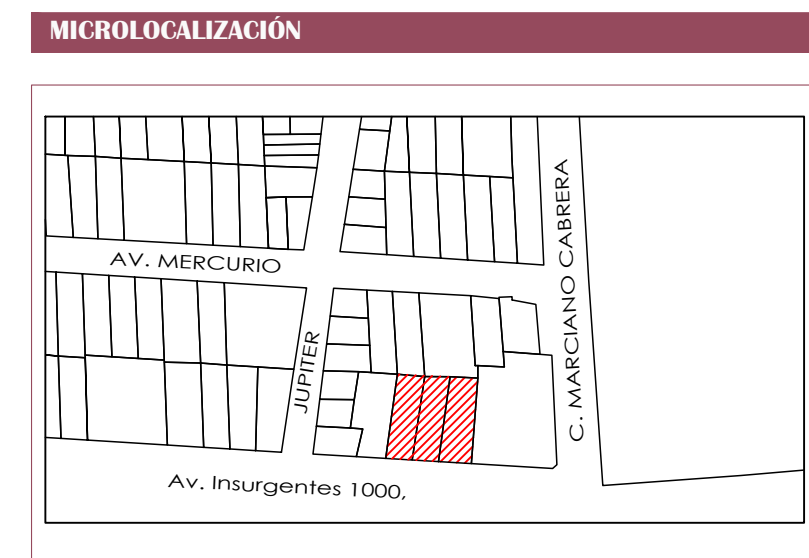 MICROLOCALIZACIÓN
AV. MERCURIO
C. MARCIANO CABRERA
JUPITER
Av. Insurgentes 1000,